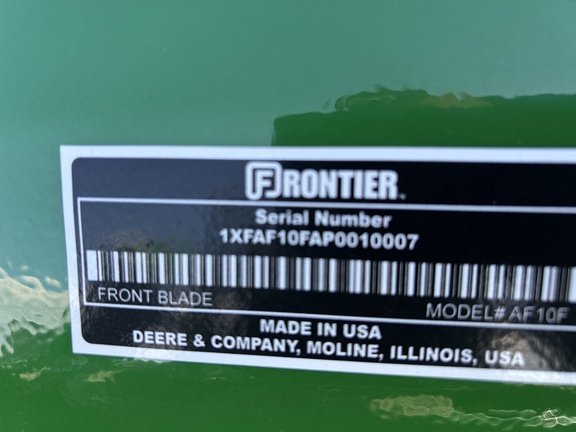 FRONTIER
Serial Number
1XFAF10FAP0010007
FRONT BLADE
MODEL# AF10F
MADE IN USA
DEERE & COMPANY, MOLINE, ILLINOIS, USA